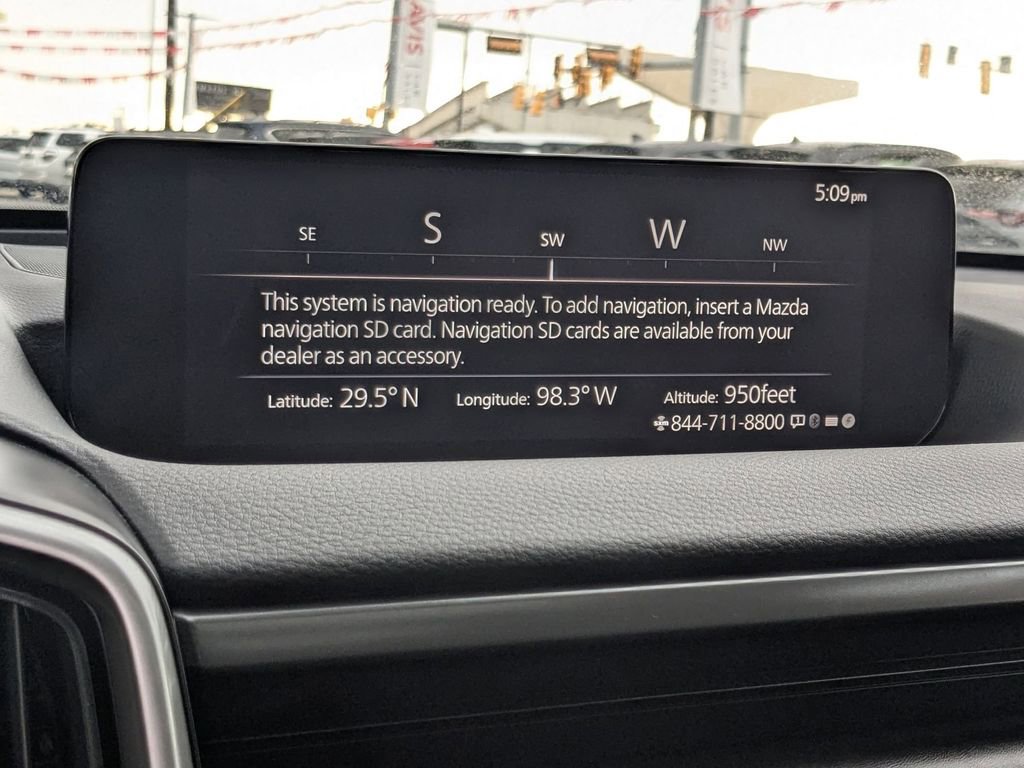 5:09pm
SE S SW W NW
This system is navigation ready. To add navigation, insert a Mazda
navigation SD card. Navigation SD cards are available from your
dealer as an accessory.
Latitude: 29.5° N Longitude: 98.3° W Altitude: 950feet
sxm 844-711-8800
AVIS